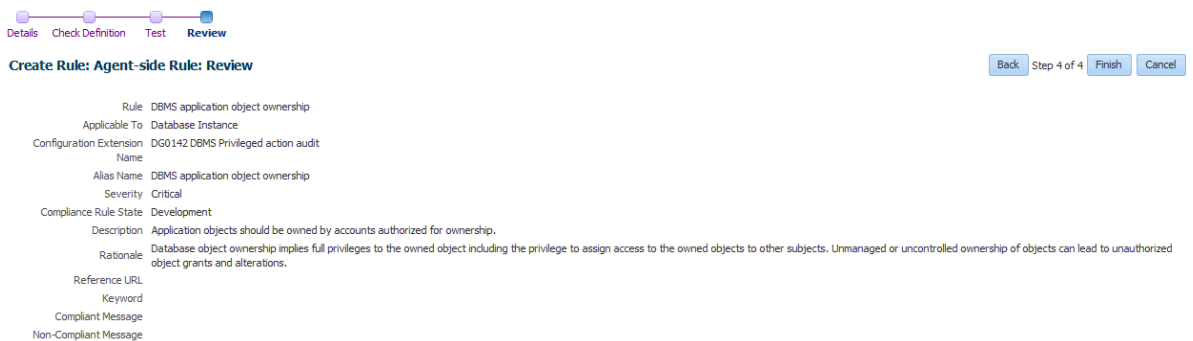 Details Check Definition Test Review
Create Rule: Agent-side Rule: Review
Back Step 4 of 4 Finish Cancel
Rule DBMS application object ownership
Applicable To Database Instance
Configuration Extension DG0142 DBMS Privileged action audit
Name
Alias Name DBMS application object ownership
Severity Critical
Compliance Rule State Development
Description Application objects should be owned by accounts authorized for ownership.
Rationale Database object ownership implies full privileges to the owned object including the privilege to assign access to the owned objects to other subjects. Unmanaged or uncontrolled ownership of objects can lead to unauthorized
object grants and alterations.
Reference URL
Keyword
Compliant Message
Non-Compliant Message